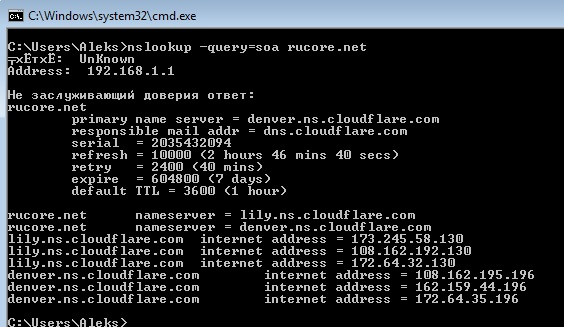 C:\Windows\system32\cmd.exe
C:\Users\Aleks>nslookup -query=soa rucore.net
╤хЁтхЁ:  UnKnown
Address:  192.168.1.1
Не заслуживающий доверия ответ:
rucore.net
primary name server = denver.ns.cloudflare.com
responsible mail addr = dns.cloudflare.com
serial  = 2035432094
refresh = 10000 (2 hours 46 mins 40 secs)
retry   = 2400 (40 mins)
expire  = 604800 (7 days)
default TTL = 3600 (1 hour)
rucore.net      nameserver = lily.ns.cloudflare.com
rucore.net      nameserver = denver.ns.cloudflare.com
lily.ns.cloudflare.com  internet address = 173.245.58.130
lily.ns.cloudflare.com  internet address = 108.162.192.130
lily.ns.cloudflare.com  internet address = 172.64.32.130
denver.ns.cloudflare.com        internet address = 108.162.195.196
denver.ns.cloudflare.com        internet address = 162.159.44.196
denver.ns.cloudflare.com        internet address = 172.64.35.196
C:\Users\Aleks>